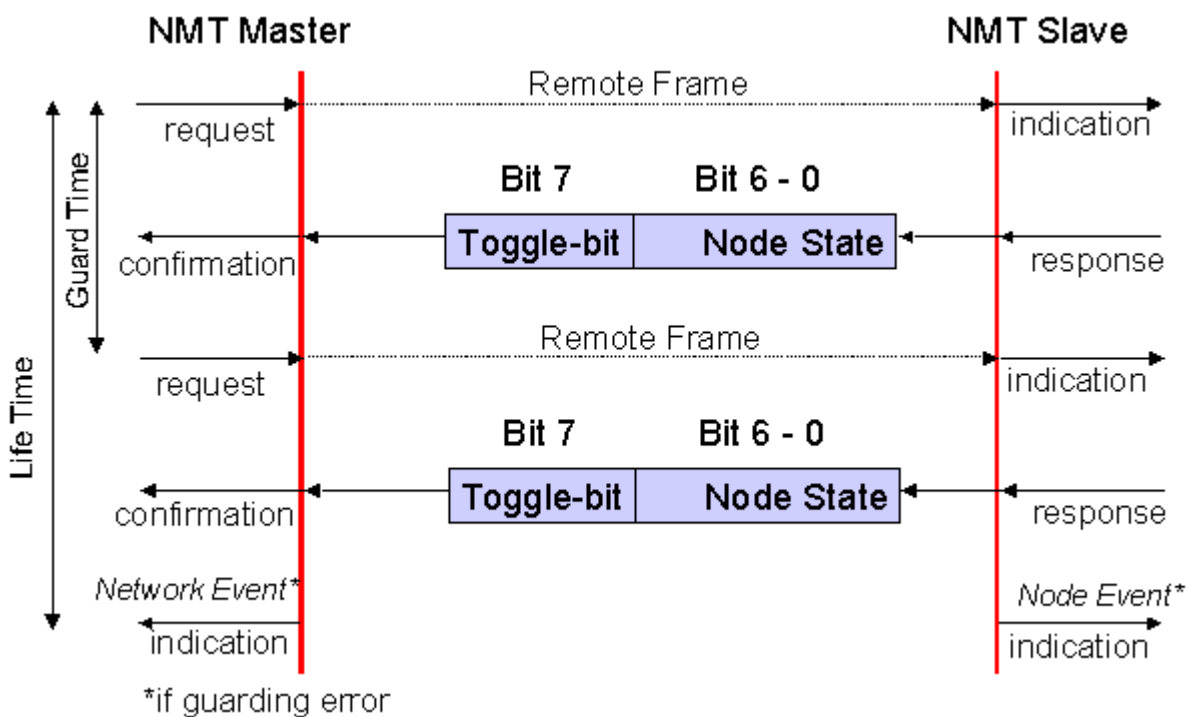 NMT Master
NMT Slave
Remote Frame
request
indication
Bit 7
Bit 6 - 0
Toggle-bit
Node State
confirmation
response
Guard Time
Remote Frame
request
indication
Life Time
Bit 7
Bit 6 - 0
Toggle-bit
Node State
confirmation
response
Network Event*
Node Event*
indication
indication
*if guarding error